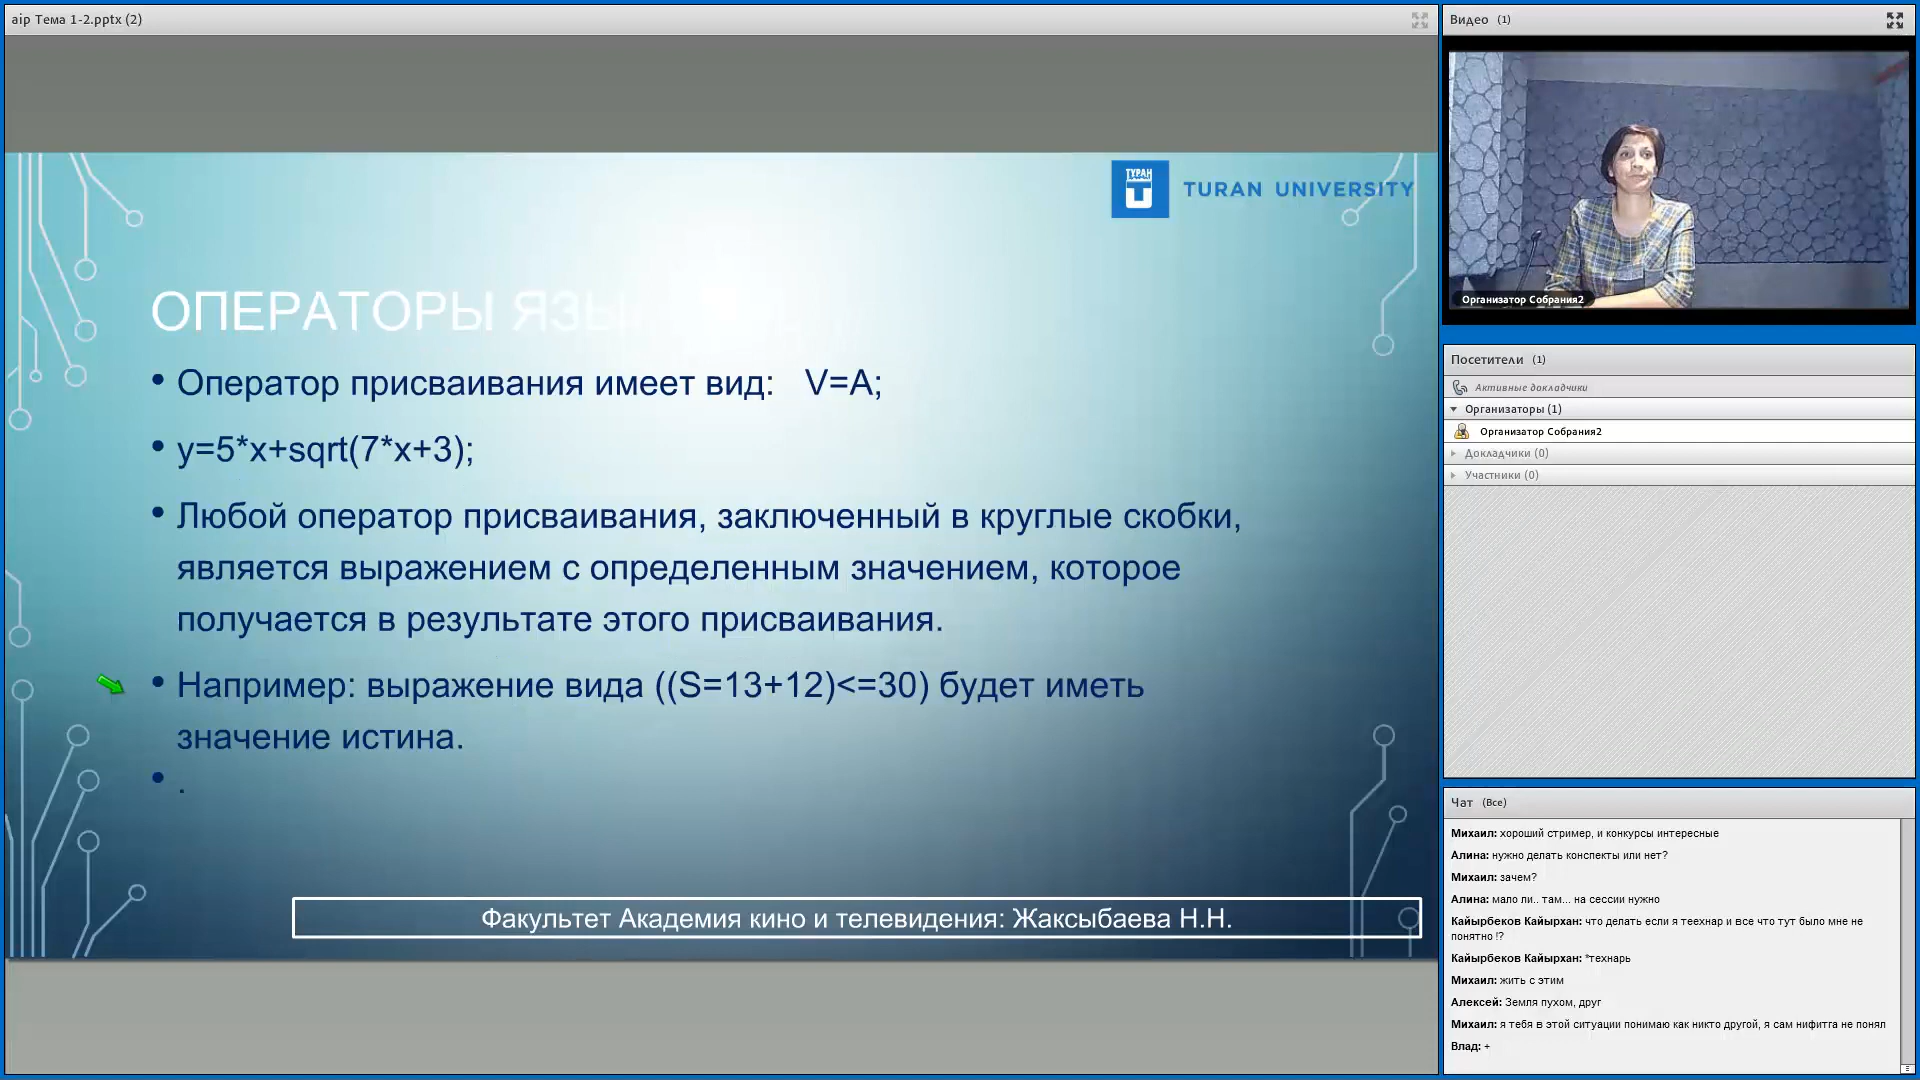 aip Тема 1-2.pptx (2)
ТУРАН
TURAN UNIVERSITY
ОПЕРАТОРЫ
Оператор присваивания имеет вид: V=A;
y=5*x+sqrt(7*x+3);
Любой оператор присваивания, заключенный в круглые скобки,
является выражением с определенным значением, которое
получается в результате этого присваивания.
Например: выражение вида ((S=13+12)<=30) будет иметь
значение истина.
.
Факультет Академия кино и телевидения: Жаксыбаева Н.Н.
Видео (1)
Организатор Собрания2
Посетители (1)
Активные докладчики
Организаторы (1)
Организатор Собрания2
Докладчики (0)
Участники (0)
Чат (Все)
Михаил: хороший стример, и конкурсы интересные
Алина: нужно делать конспекты или нет?
Михаил: зачем?
Алина: мало ли.. там... на сессии нужно
Кайырбеков Кайырхан: что делать если я теехнар и все что тут было мне не
понятно !?
Кайырбеков Кайырхан: *технарь
Михаил: жить с этим
Алексей: Земля пухом, друг
Михаил: я тебя в этой ситуации понимаю как никто другой, я сам нифитга не понял
Влад: +